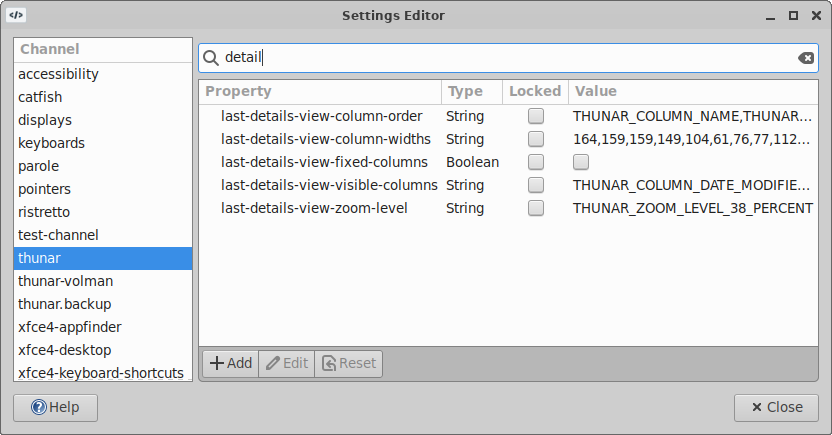 Settings Editor
Channel
accessibility
catfish
displays
keyboards
parole
pointers
ristretto
test-channel
thunar
thunar-volman
thunar.backup
xfce4-appfinder
xfce4-desktop
xfce4-keyboard-shortcuts
detail
Property Type Locked Value
last-details-view-column-order String THUNAR_COLUMN_NAME,THUNAR...
last-details-view-column-widths String 164,159,159,149,104,61,76,77,112...
last-details-view-fixed-columns Boolean
last-details-view-visible-columns String THUNAR_COLUMN_DATE_MODIFIE...
last-details-view-zoom-level String THUNAR_ZOOM_LEVEL_38_PERCENT
Add Edit Reset
Help Close